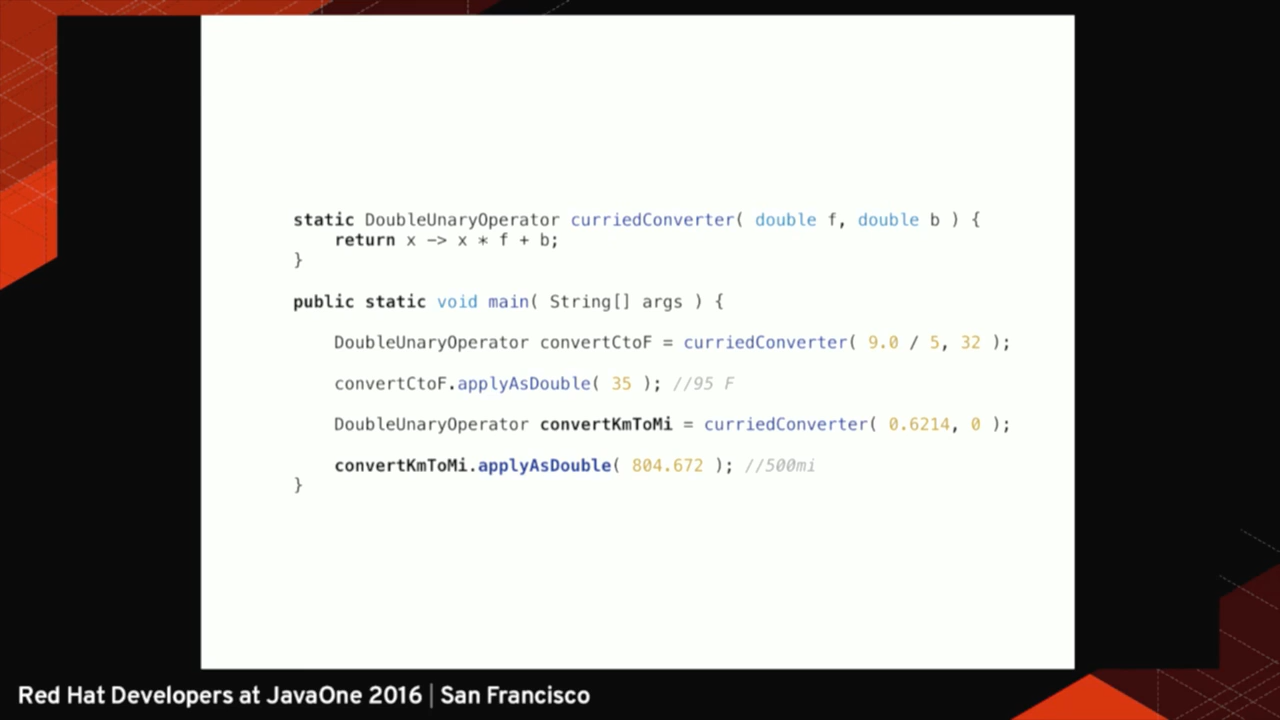 static DoubleUnaryOperator curriedConverter( double f, double b ) {
    return x -> x * f + b;
}
public static void main( String[] args ) {
    DoubleUnaryOperator convertCtoF = curriedConverter( 9.0 / 5, 32 );
    convertCtoF.applyAsDouble( 35 ); //95 F
    DoubleUnaryOperator convertKmToMi = curriedConverter( 0.6214, 0 );
    convertKmToMi.applyAsDouble( 804.672 ); //500mi
}
Red Hat Developers at JavaOne 2016 | San Francisco